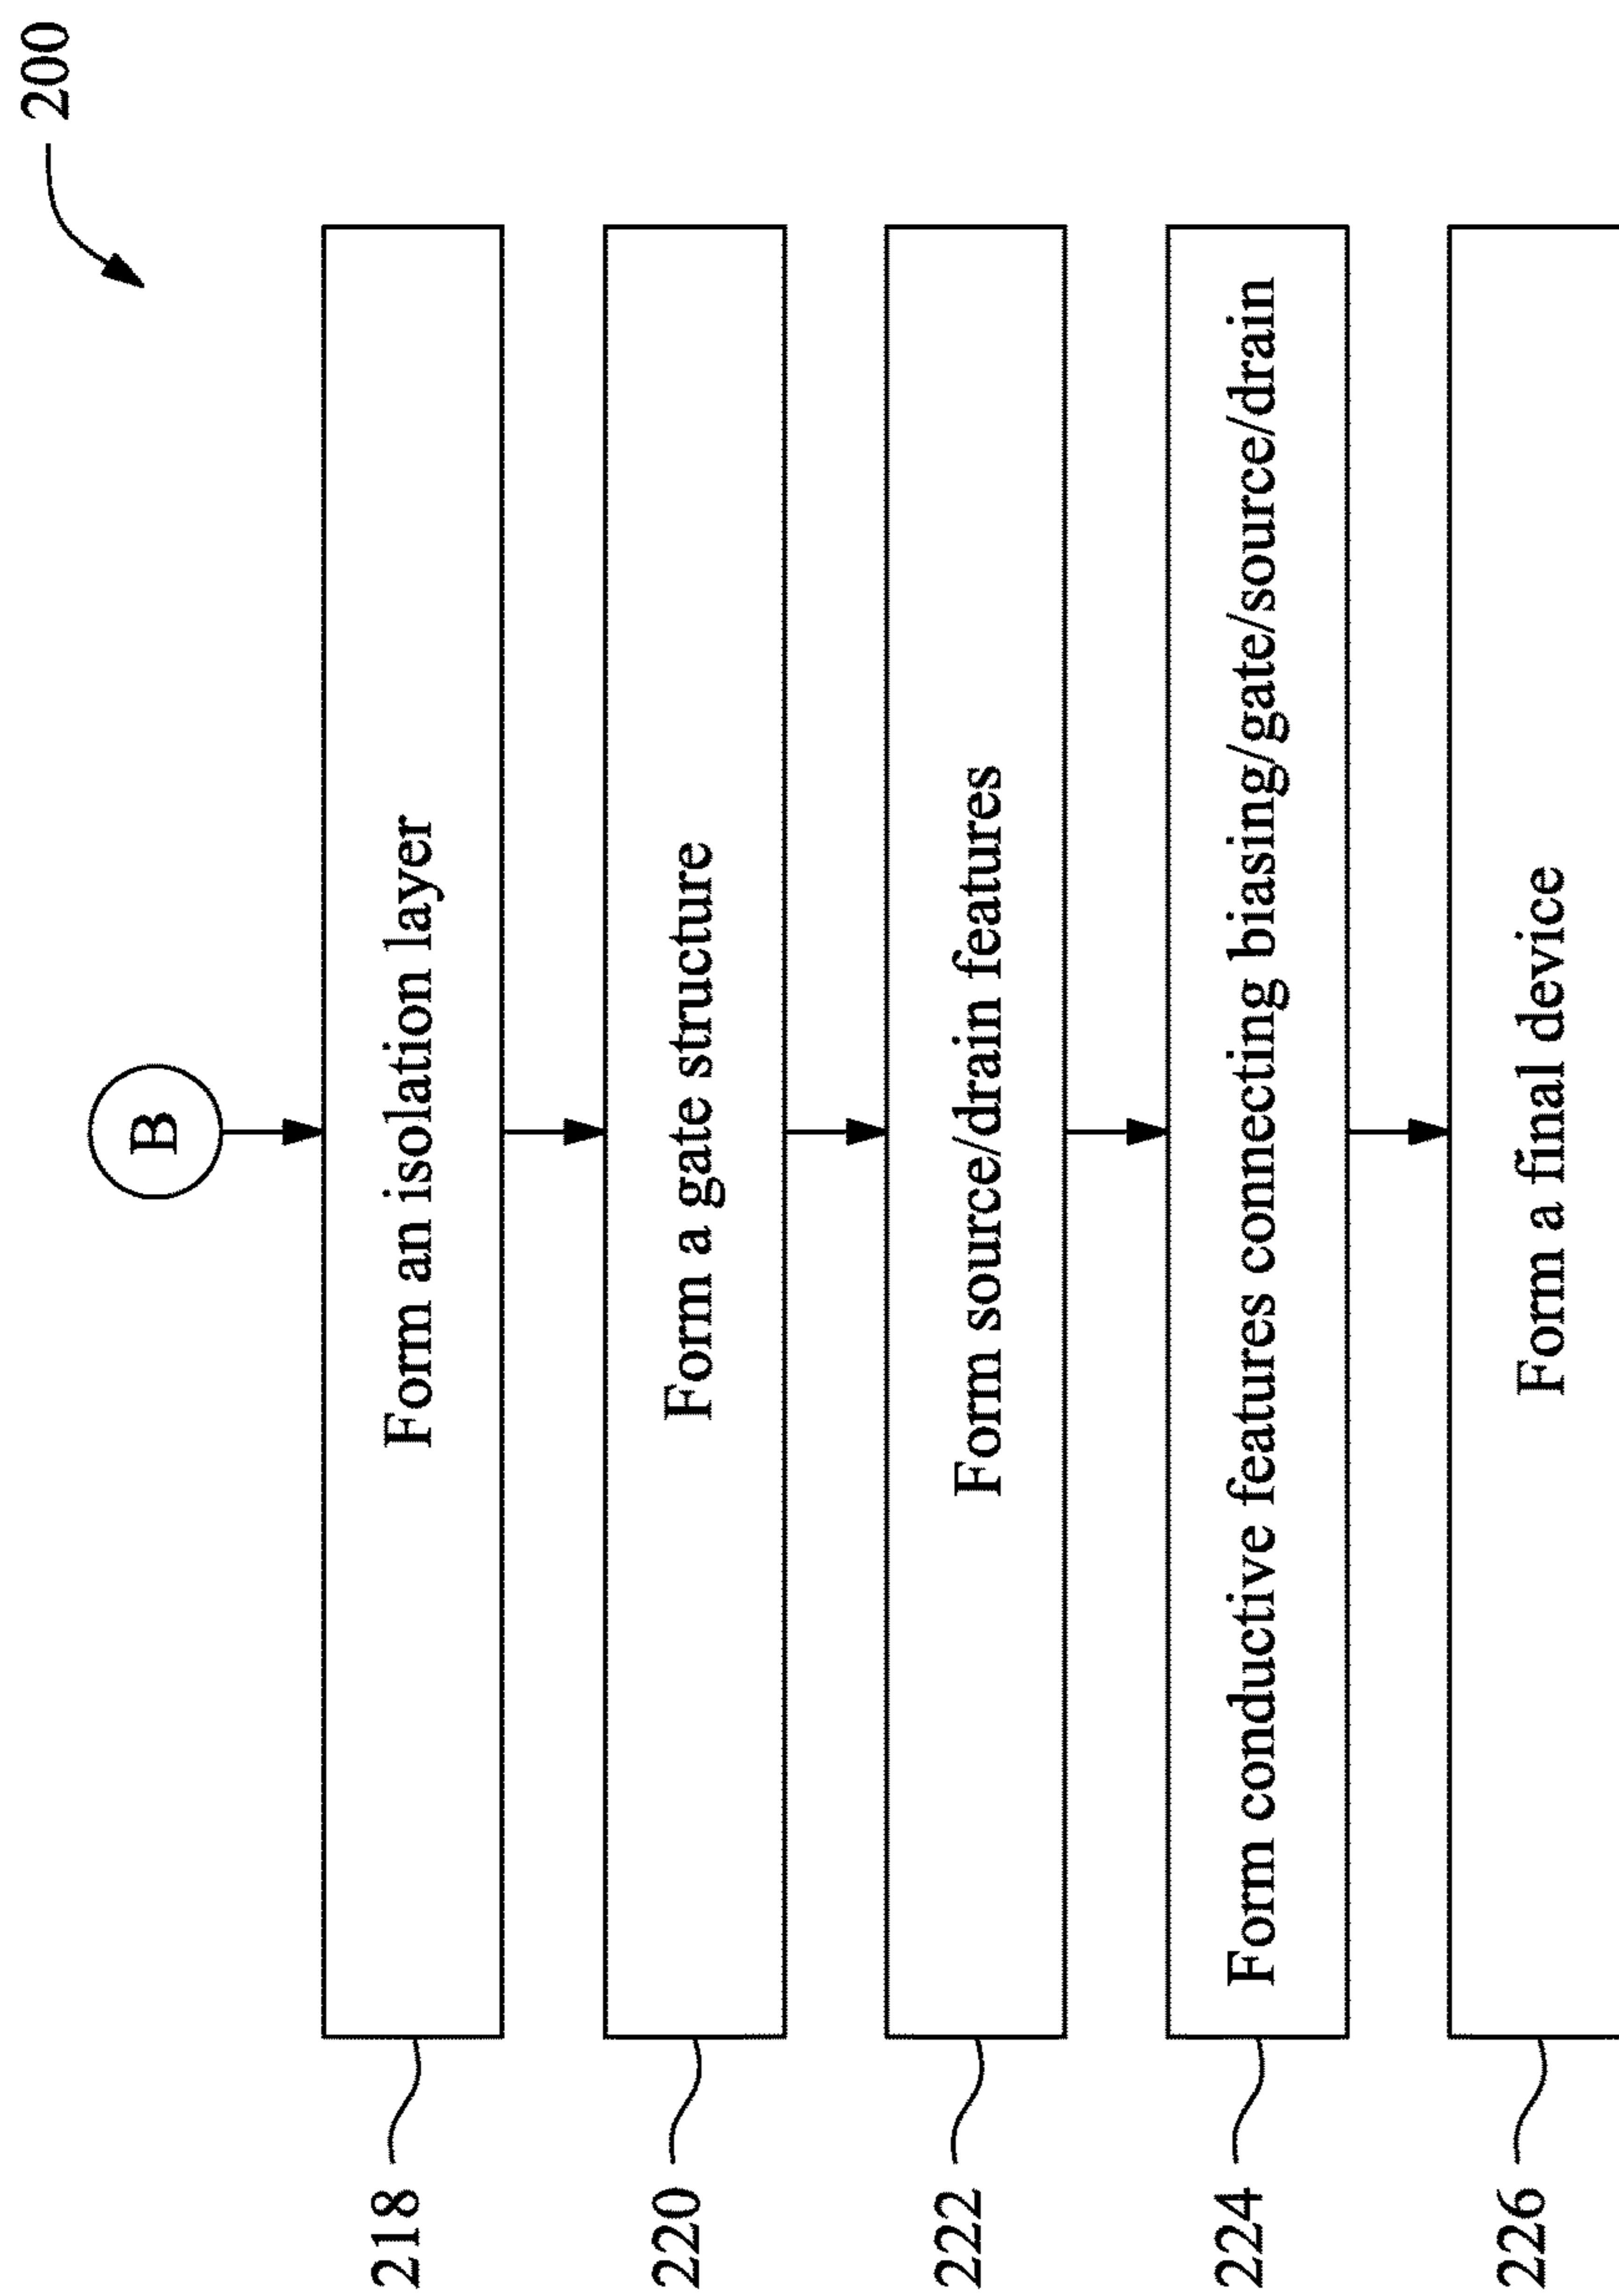 200
B
218
Form an isolation layer
220
Form a gate structure
222
Form source/drain features
224
Form conductive features connecting biasing/gate/source/drain
226
Form a final device